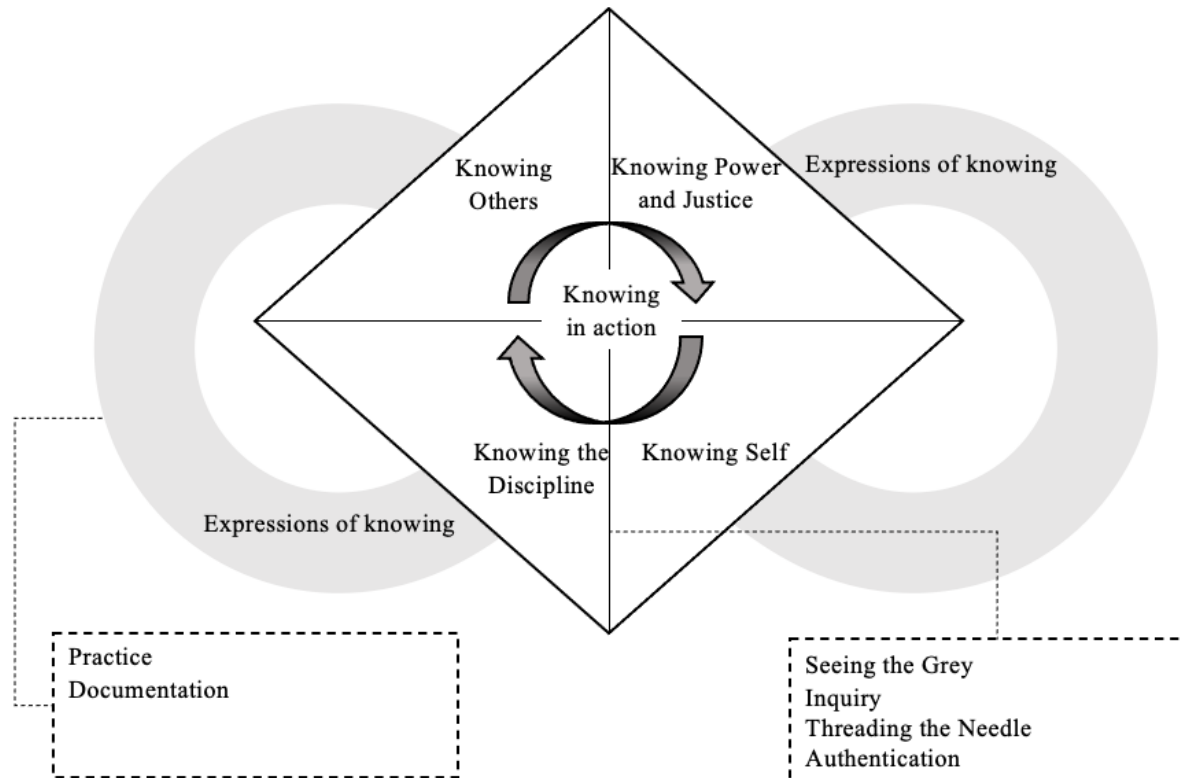 Knowing
Others
Knowing Power
and Justice
Expressions of knowing
Knowing
in action
Knowing the
Discipline
Knowing Self
Expressions of knowing
Practice
Documentation
Seeing the Grey
Inquiry
Threading the Needle
Authentication